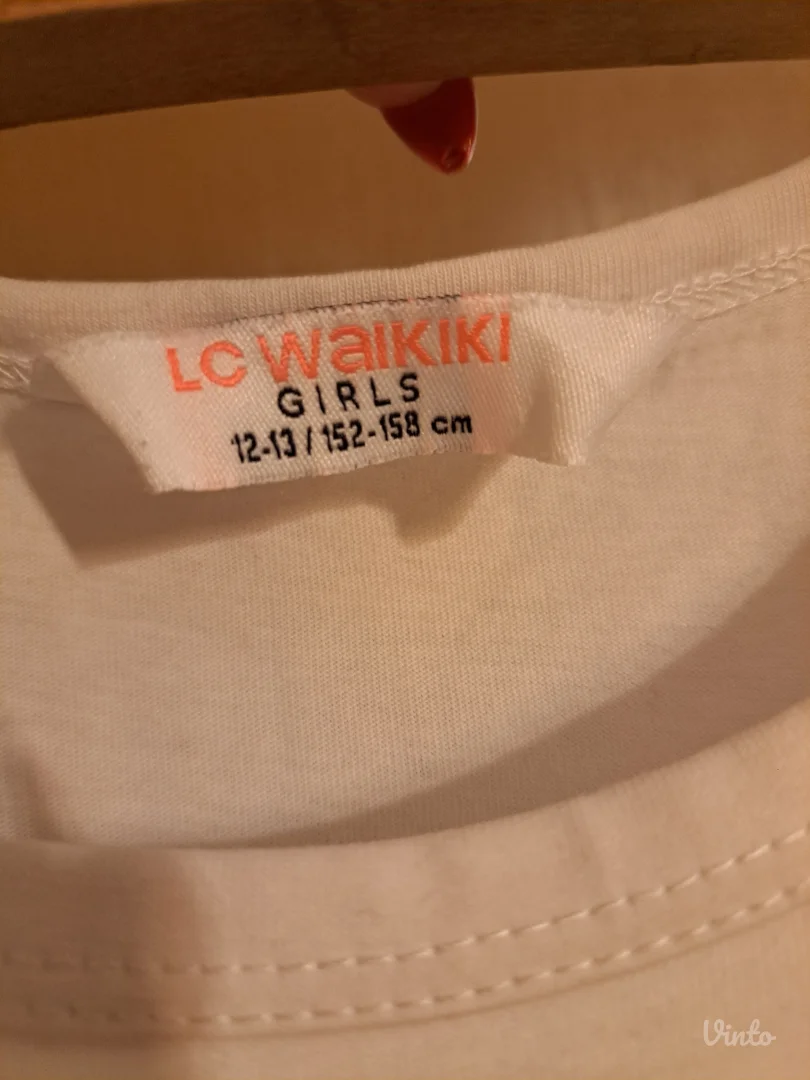 LC WaIKIKI
GIRLS
12-13 / 152-158 cm
Vinto